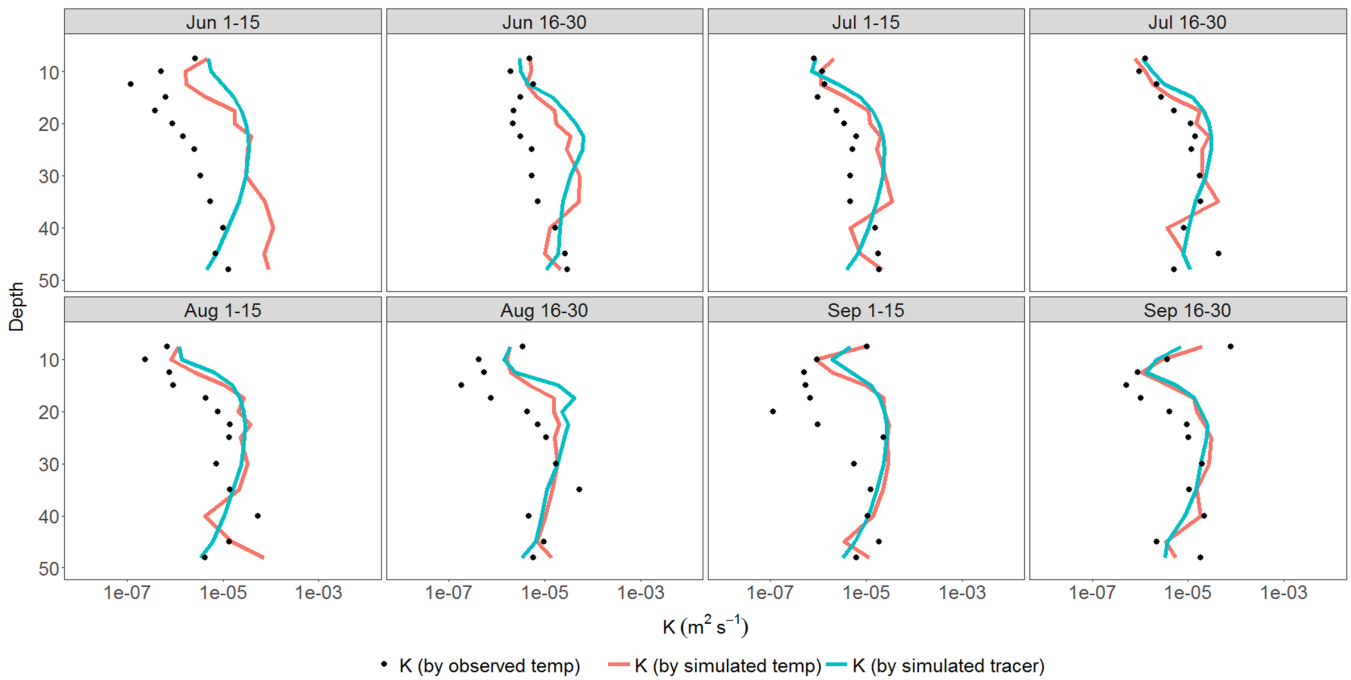 Jun 1-15 Jun 16-30 Jul 1-15 Jul 16-30
10
20
30
40
50
Depth
Aug 1-15 Aug 16-30 Sep 1-15 Sep 16-30
10
20
30
40
50
1e-07 1e-05 1e-03 1e-07 1e-05 1e-03 1e-07 1e-05 1e-03 1e-07 1e-05 1e-03
K (m² s⁻¹)
K (by observed temp) K (by simulated temp) K (by simulated tracer)